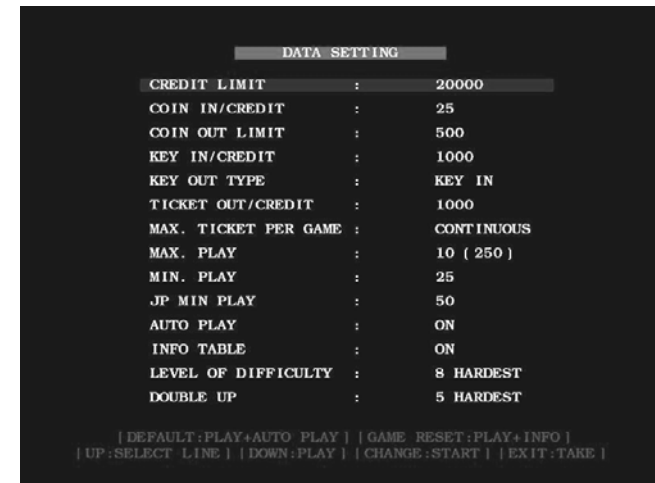 DATA SETTING
CREDIT LIMIT : 20000
COIN IN/CREDIT : 25
COIN OUT LIMIT : 500
KEY IN/CREDIT : 1000
KEY OUT TYPE : KEY IN
TICKET OUT/CREDIT : 1000
MAX. TICKET PER GAME : CONTINUOUS
MAX. PLAY : 10 ( 250 )
MIN. PLAY : 25
JP MIN PLAY : 50
AUTO PLAY : ON
INFO TABLE : ON
LEVEL OF DIFFICULTY : 8 HARDEST
DOUBLE UP : 5 HARDEST
[ DEFAULT:PLAY+AUTO PLAY ] [ GAME RESET:PLAY+INFO ]
[ UP:SELECT LINE ] [ DOWN:PLAY ] [ CHANGE:START ] [ EXIT:TAKE ]